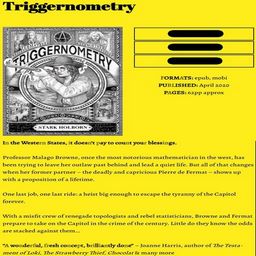 Triggernometry
TRIGGERNOMETRY
STARK HOLBORN
FORMATS: epub, mobi
PUBLISHED: April 2020
PAGES: 62pp approx
In the Western States, it doesn't pay to count your blessings.
Professor Malago Browne, once the most notorious mathematician in the west, has
been trying to leave her outlaw past behind and lead a quiet life. But all of that changes
when her former partner – the deadly and capricious Pierre de Fermat – shows up
with a proposition of a lifetime.
One last job, one last ride: a heist big enough to escape the tyranny of the Capitol
forever.
With a misfit crew of renegade topologists and rebel statisticians, Browne and Fermat
prepare to take on the Capitol in the crime of the century. Little do they know the odds
are stacked against them...
"A wonderful, fresh concept, brilliantly done" – Joanne Harris, author of The Testa-
ment of Loki, The Strawberry Thief, Chocolat & many more